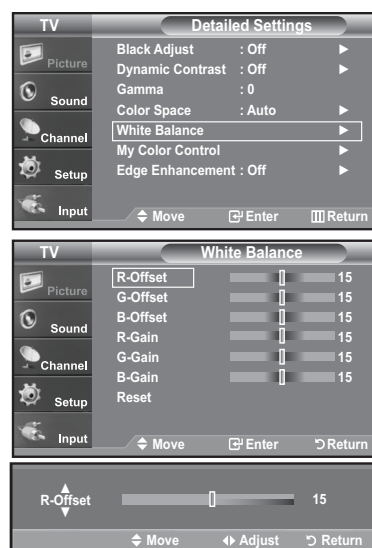 TV Detailed Settings
Picture
Sound
Channel
Setup
Input
Black Adjust : Off
Dynamic Contrast : Off
Gamma : 0
Color Space : Auto
White Balance
My Color Control
Edge Enhancement : Off
Move Enter Return
TV White Balance
Picture
Sound
Channel
Setup
Input
R-Offset 15
G-Offset 15
B-Offset 15
R-Gain 15
G-Gain 15
B-Gain 15
Reset
Move Enter Return
R-Offset 15
Move Adjust Return